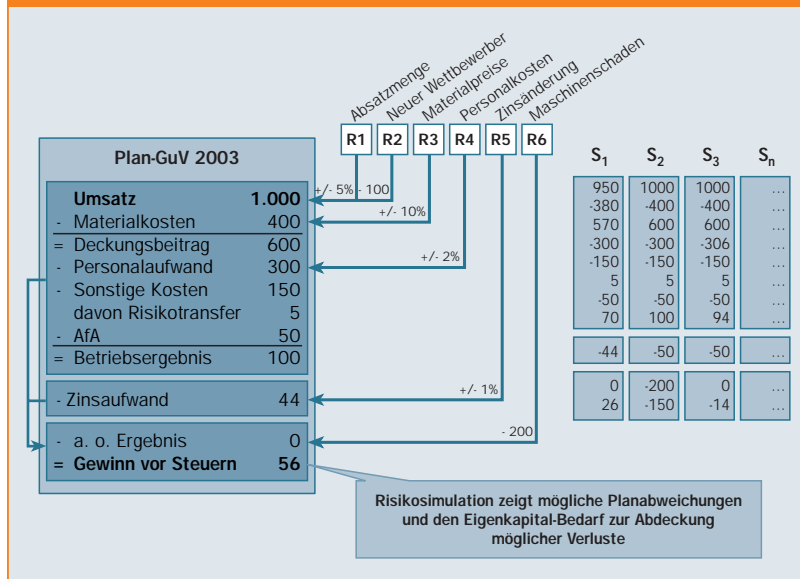 Absatzmenge
Neuer Wettbewerber
Materialpreise
Personalkosten
Zinsänderung
Maschinenschaden
R1 R2 R3 R4 R5 R6
Plan-GuV 2003
Umsatz 1.000
- Materialkosten 400
= Deckungsbeitrag 600
- Personalaufwand 300
- Sonstige Kosten 150
davon Risikotransfer 5
- AfA 50
= Betriebsergebnis 100
- Zinsaufwand 44
- a. o. Ergebnis 0
= Gewinn vor Steuern 56
+/- 5% - 100
+/- 10%
+/- 2%
+/- 1%
- 200
S1 S2 S3 Sn
950 1000 1000 ...
-380 -400 -400 ...
570 600 600 ...
-300 -300 -306 ...
-150 -150 -150 ...
5 5 5 ...
-50 -50 -50 ...
70 100 94 ...
-44 -50 -50 ...
0 -200 0 ...
26 -150 -14 ...
Risikosimulation zeigt mögliche Planabweichungen
und den Eigenkapital-Bedarf zur Abdeckung
möglicher Verluste